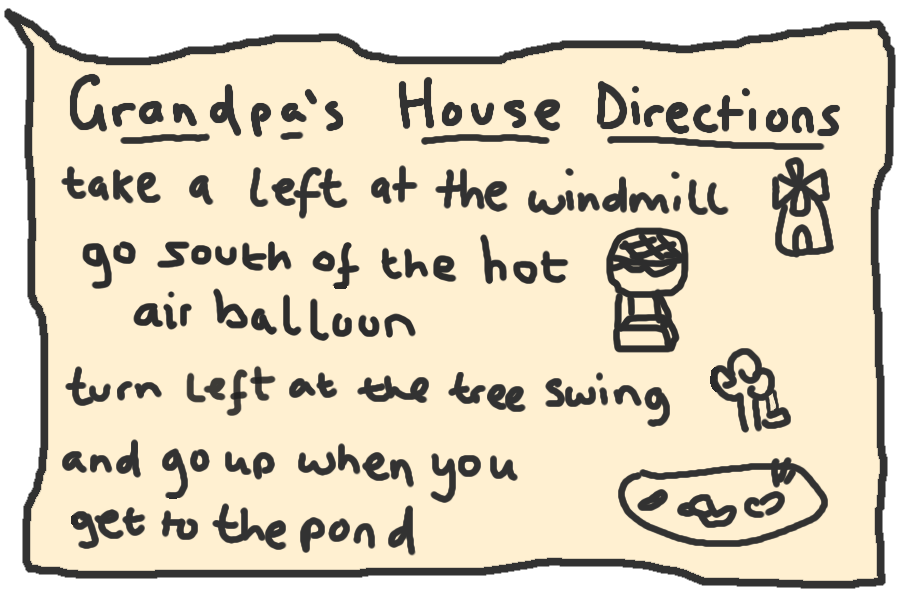 Grandpa's House Directions
take a left at the windmill
go south of the hot
air balloon
turn left at the tree swing
and go up when you
get to the pond